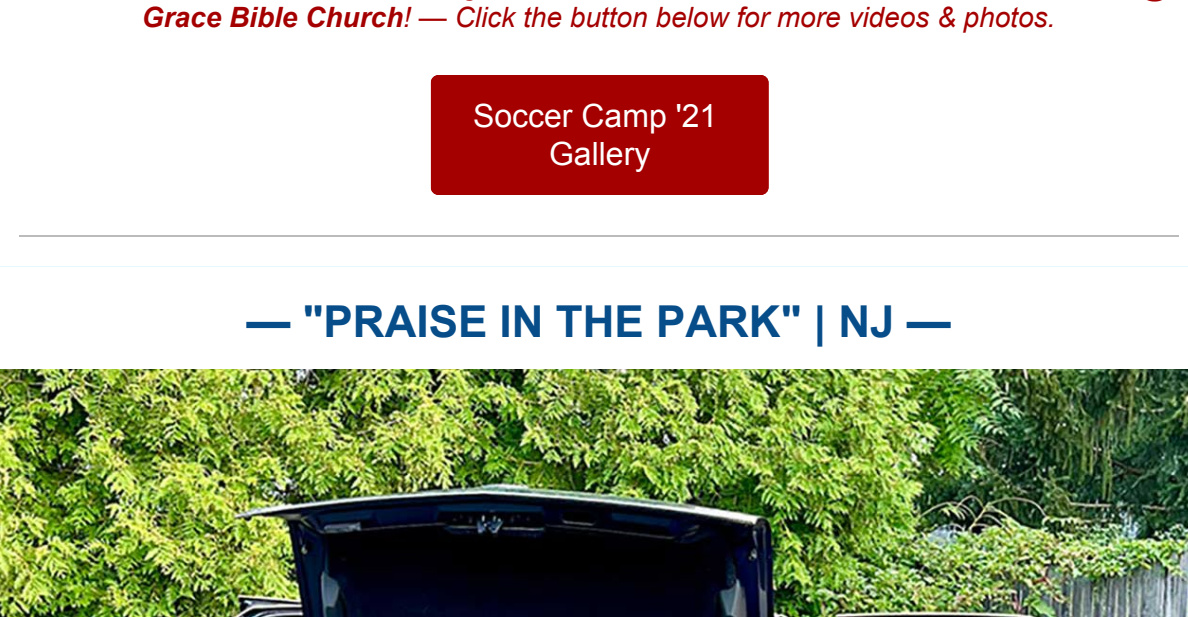 Grace Bible Church! — Click the button below for more videos & photos.
Soccer Camp '21
Gallery
— "PRAISE IN THE PARK" | NJ —